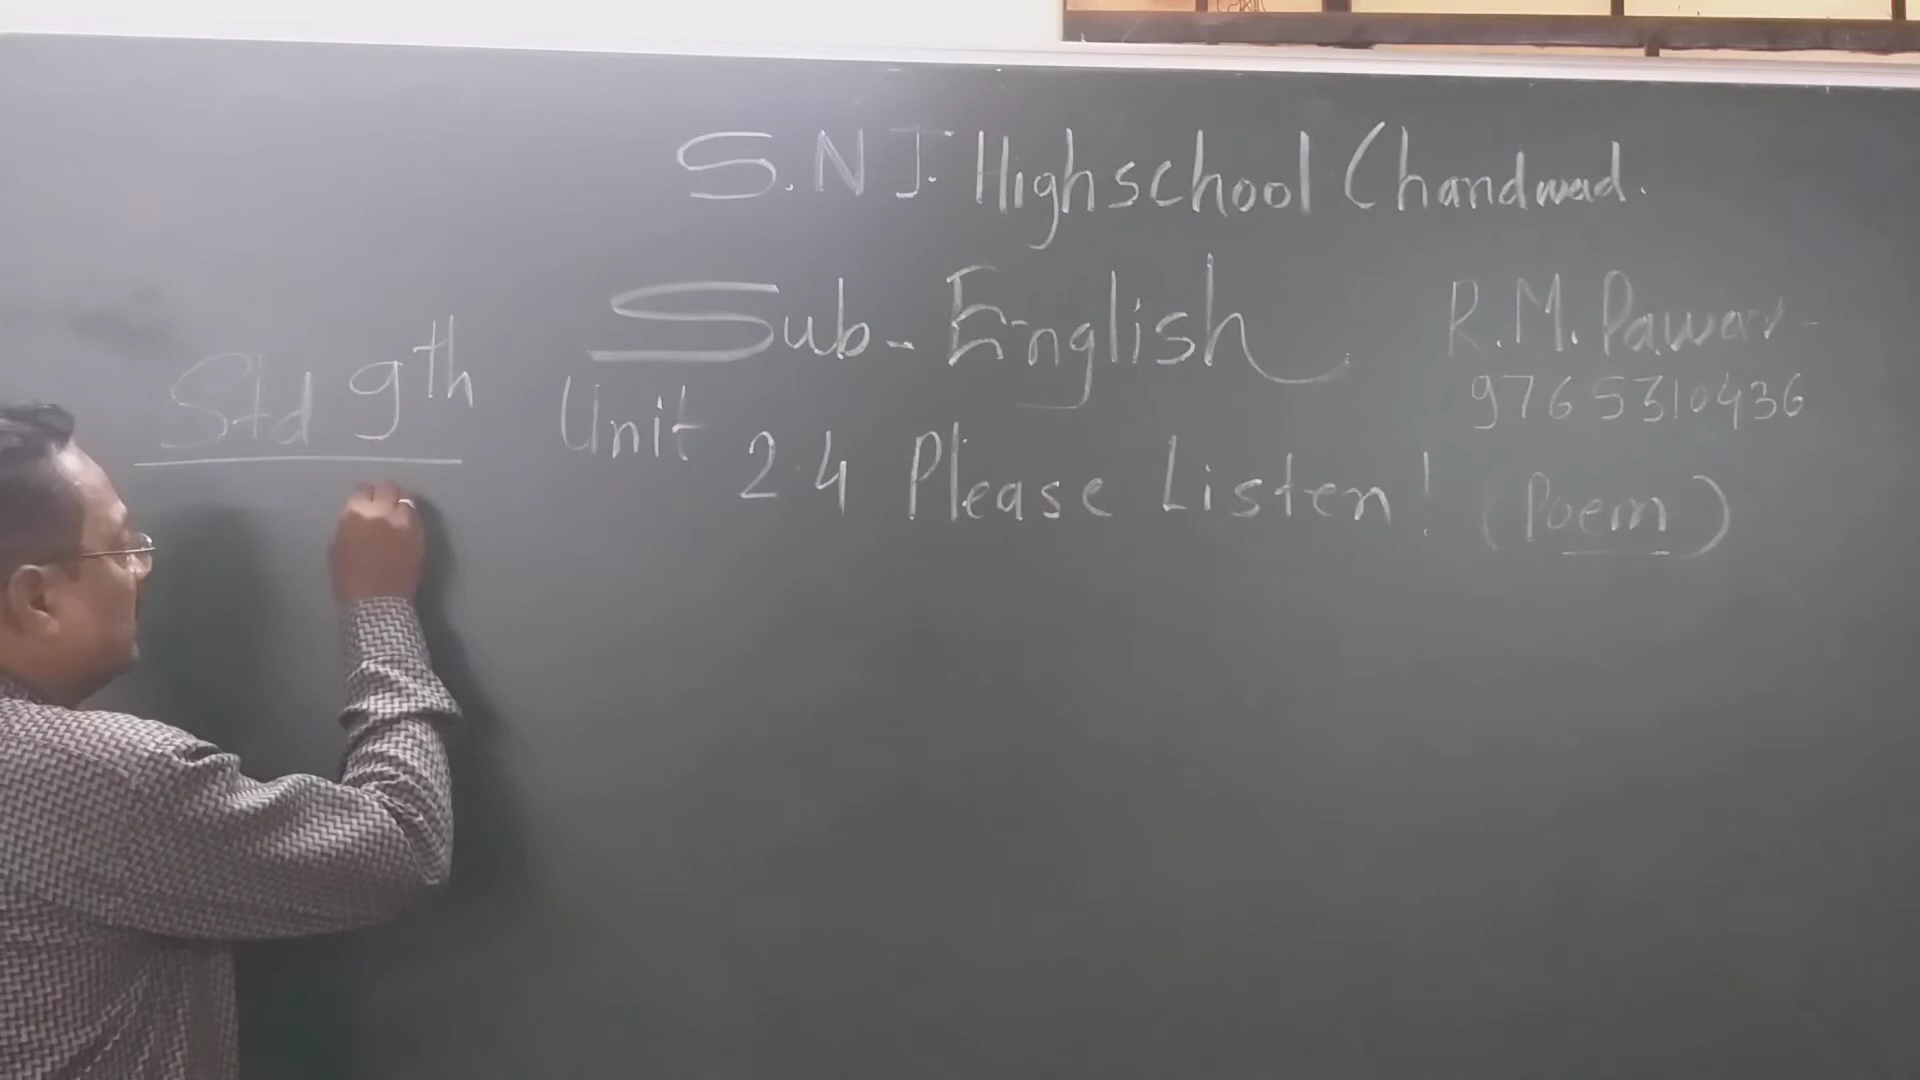 S.N.J. Highschool Chandwad.
Sub- English
R.M. Pawar
9765310436
Std 9th
Unit 2.4 Please Listen! (Poem)